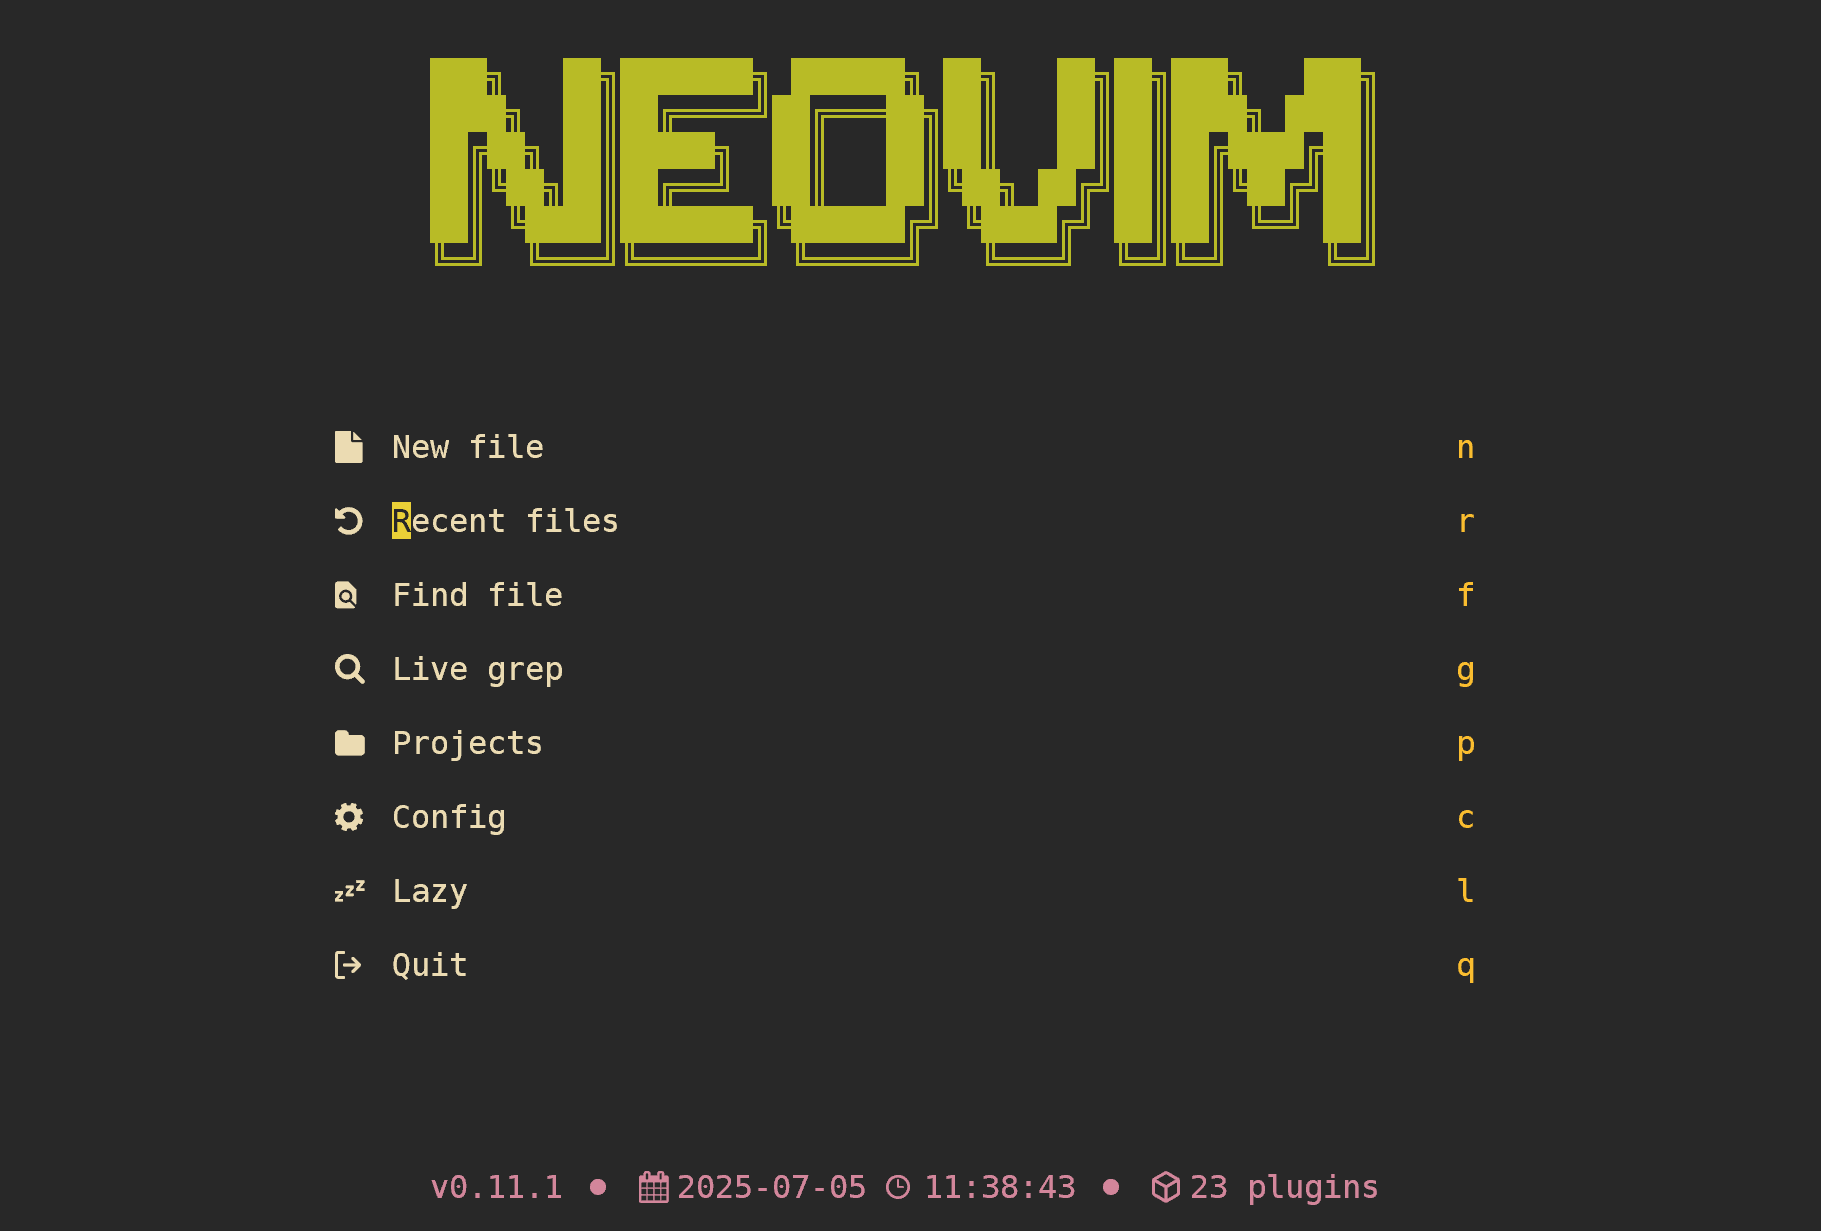 NEOVIM
New file n
Recent files r
Find file f
Live grep g
Projects p
Config c
zzz Lazy l
Quit q
v0.11.1 ● 2025-07-05 11:38:43 ● 23 plugins